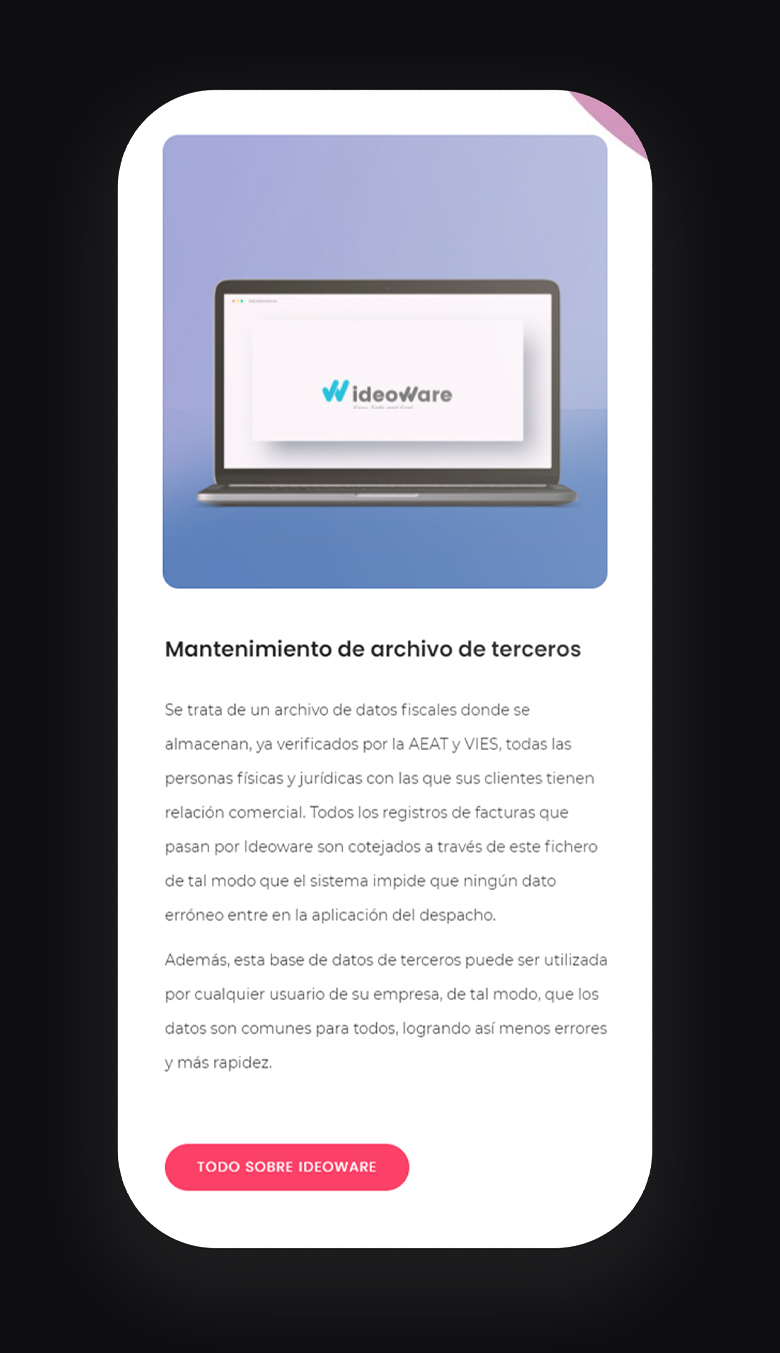 ideoWare
Mantenimiento de archivo de terceros
Se trata de un archivo de datos fiscales donde se
almacenan, ya verificados por la AEAT y VIES, todas las
personas físicas y jurídicas con las que sus clientes tienen
relación comercial. Todos los registros de facturas que
pasan por Ideoware son cotejados a través de este fichero
de tal modo que el sistema impide que ningún dato
erróneo entre en la aplicación del despacho.
Además, esta base de datos de terceros puede ser utilizada
por cualquier usuario de su empresa, de tal modo, que los
datos son comunes para todos, logrando así menos errores
y más rapidez.
TODO SOBRE IDEOWARE